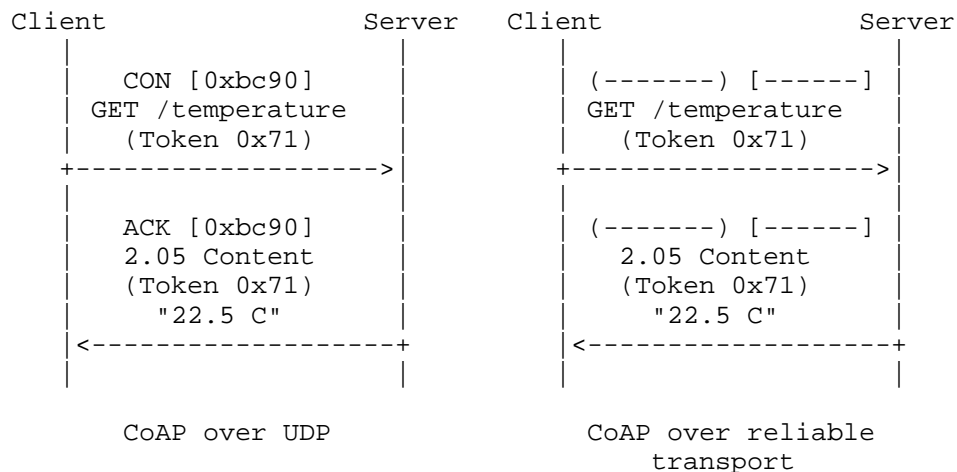 Client Server Client Server
CON [0xbc90] (-------) [------]
GET /temperature GET /temperature
(Token 0x71) (Token 0x71)
ACK [0xbc90] (-------) [------]
2.05 Content 2.05 Content
(Token 0x71) (Token 0x71)
"22.5 C" "22.5 C"
CoAP over UDP CoAP over reliable
transport